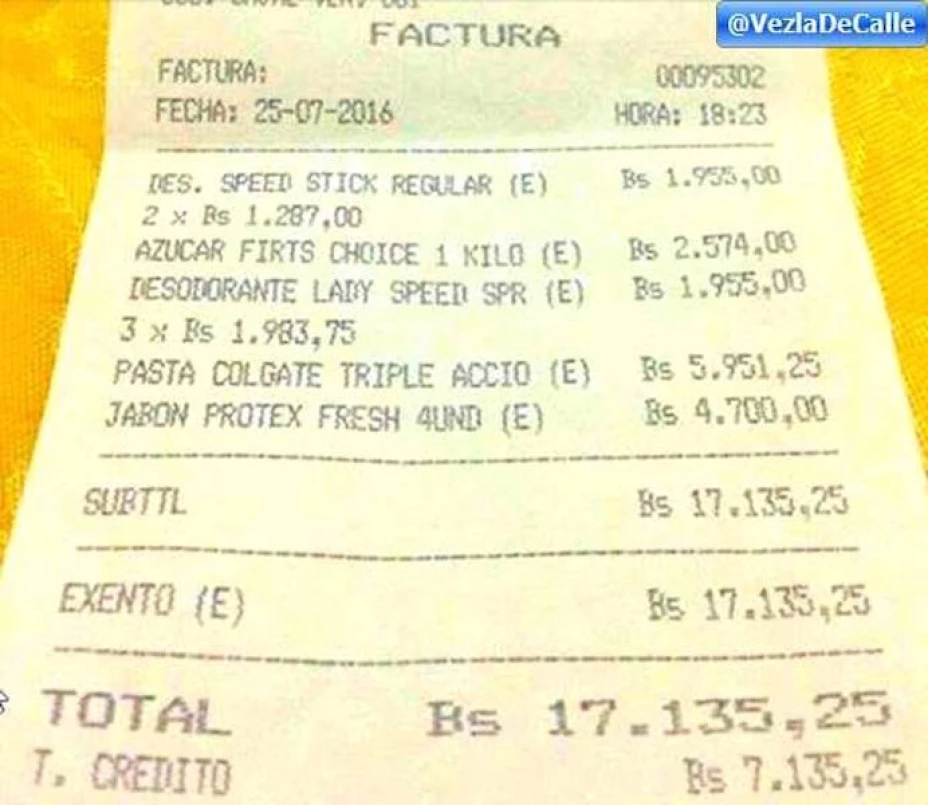 @VezlaDeCalle
FACTURA
FACTURA: 00095302
FECHA: 25-07-2016 HORA: 18:23
DES. SPEED STICK REGULAR (E) Bs 1.955,00
2 x Bs 1.287,00
AZUCAR FIRTS CHOICE 1 KILO (E) Bs 2.574,00
DESODORANTE LADY SPEED SPR (E) Bs 1.955,00
3 x Bs 1.983,75
PASTA COLGATE TRIPLE ACCIO (E) Bs 5.951,25
JABON PROTEX FRESH 4UND (E) Bs 4.700,00
SUBTTL Bs 17.135,25
EXENTO (E) Bs 17.135,25
TOTAL Bs 17.135,25
T. CREDITO Bs 7.135,25